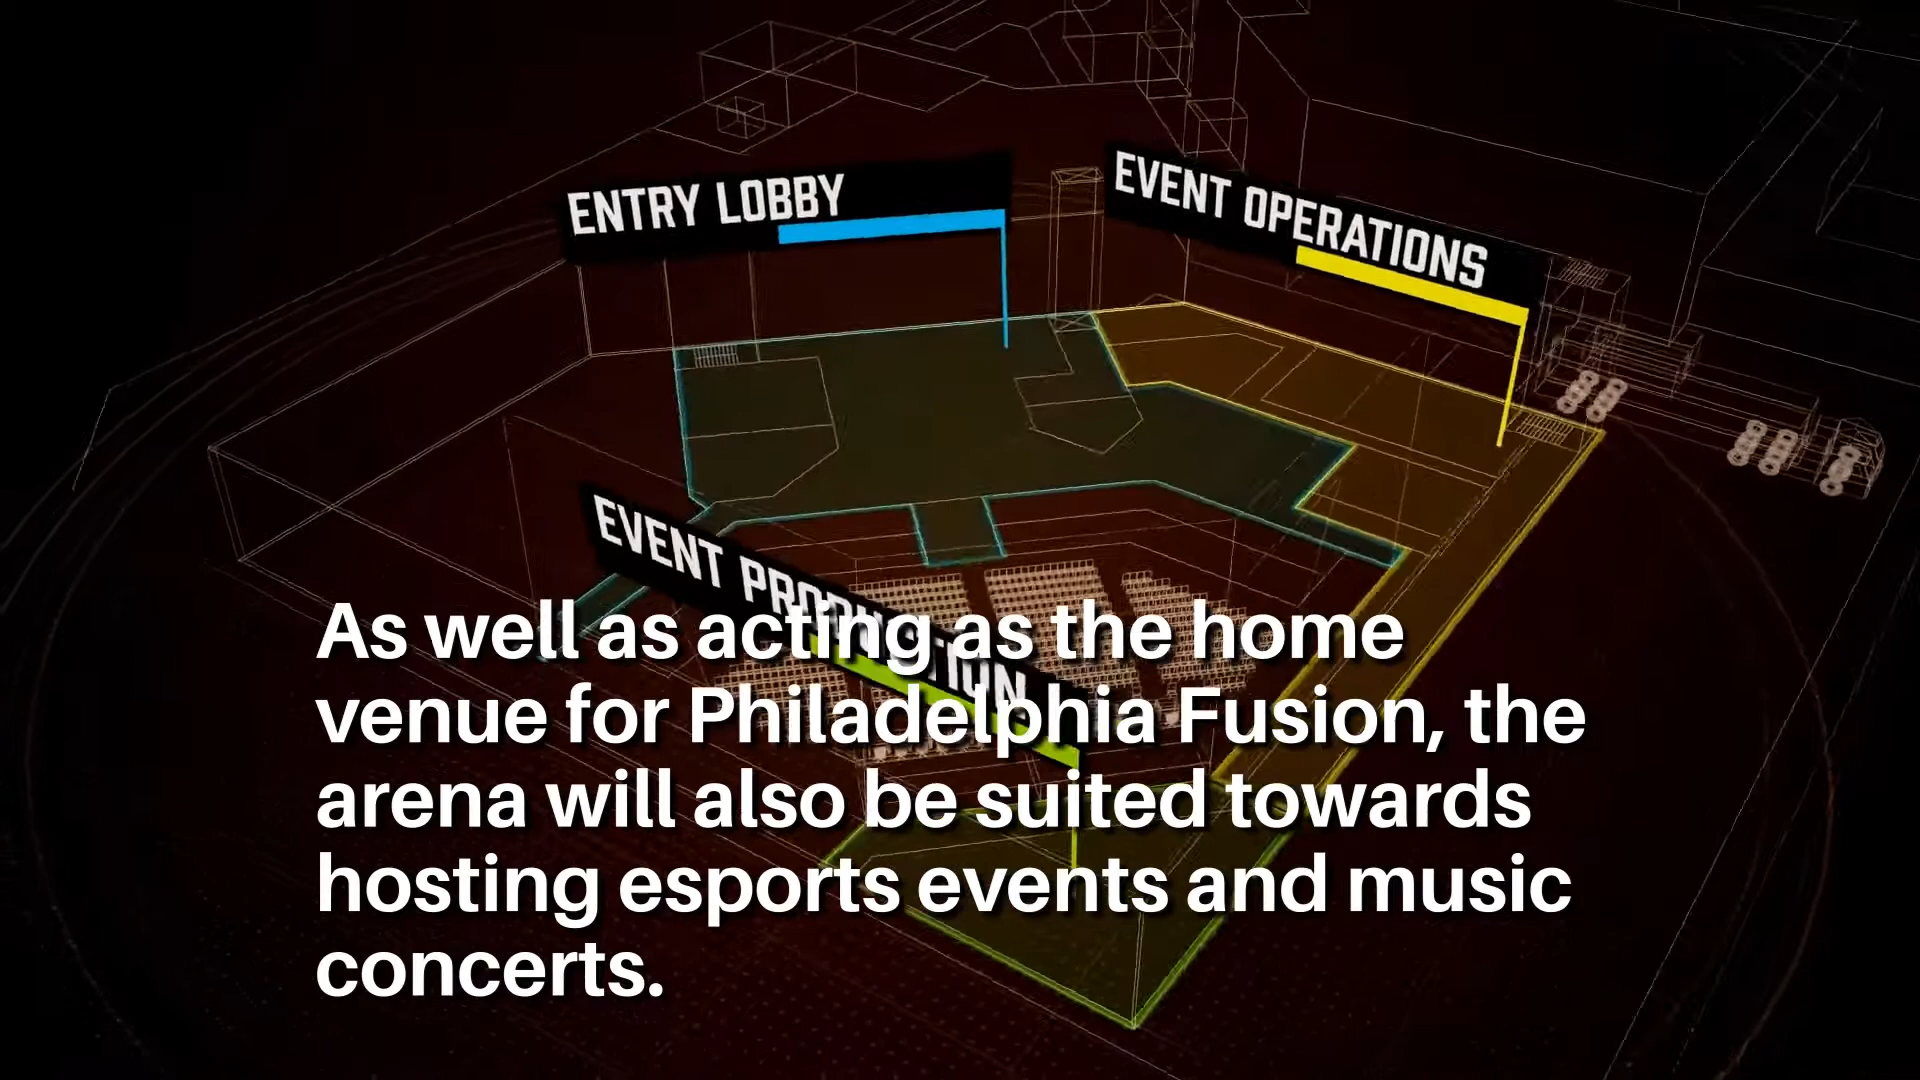 ENTRY LOBBY
EVENT OPERATIONS
EVENT PRODUCTION
As well as acting as the home
venue for Philadelphia Fusion, the
arena will also be suited towards
hosting esports events and music
concerts.